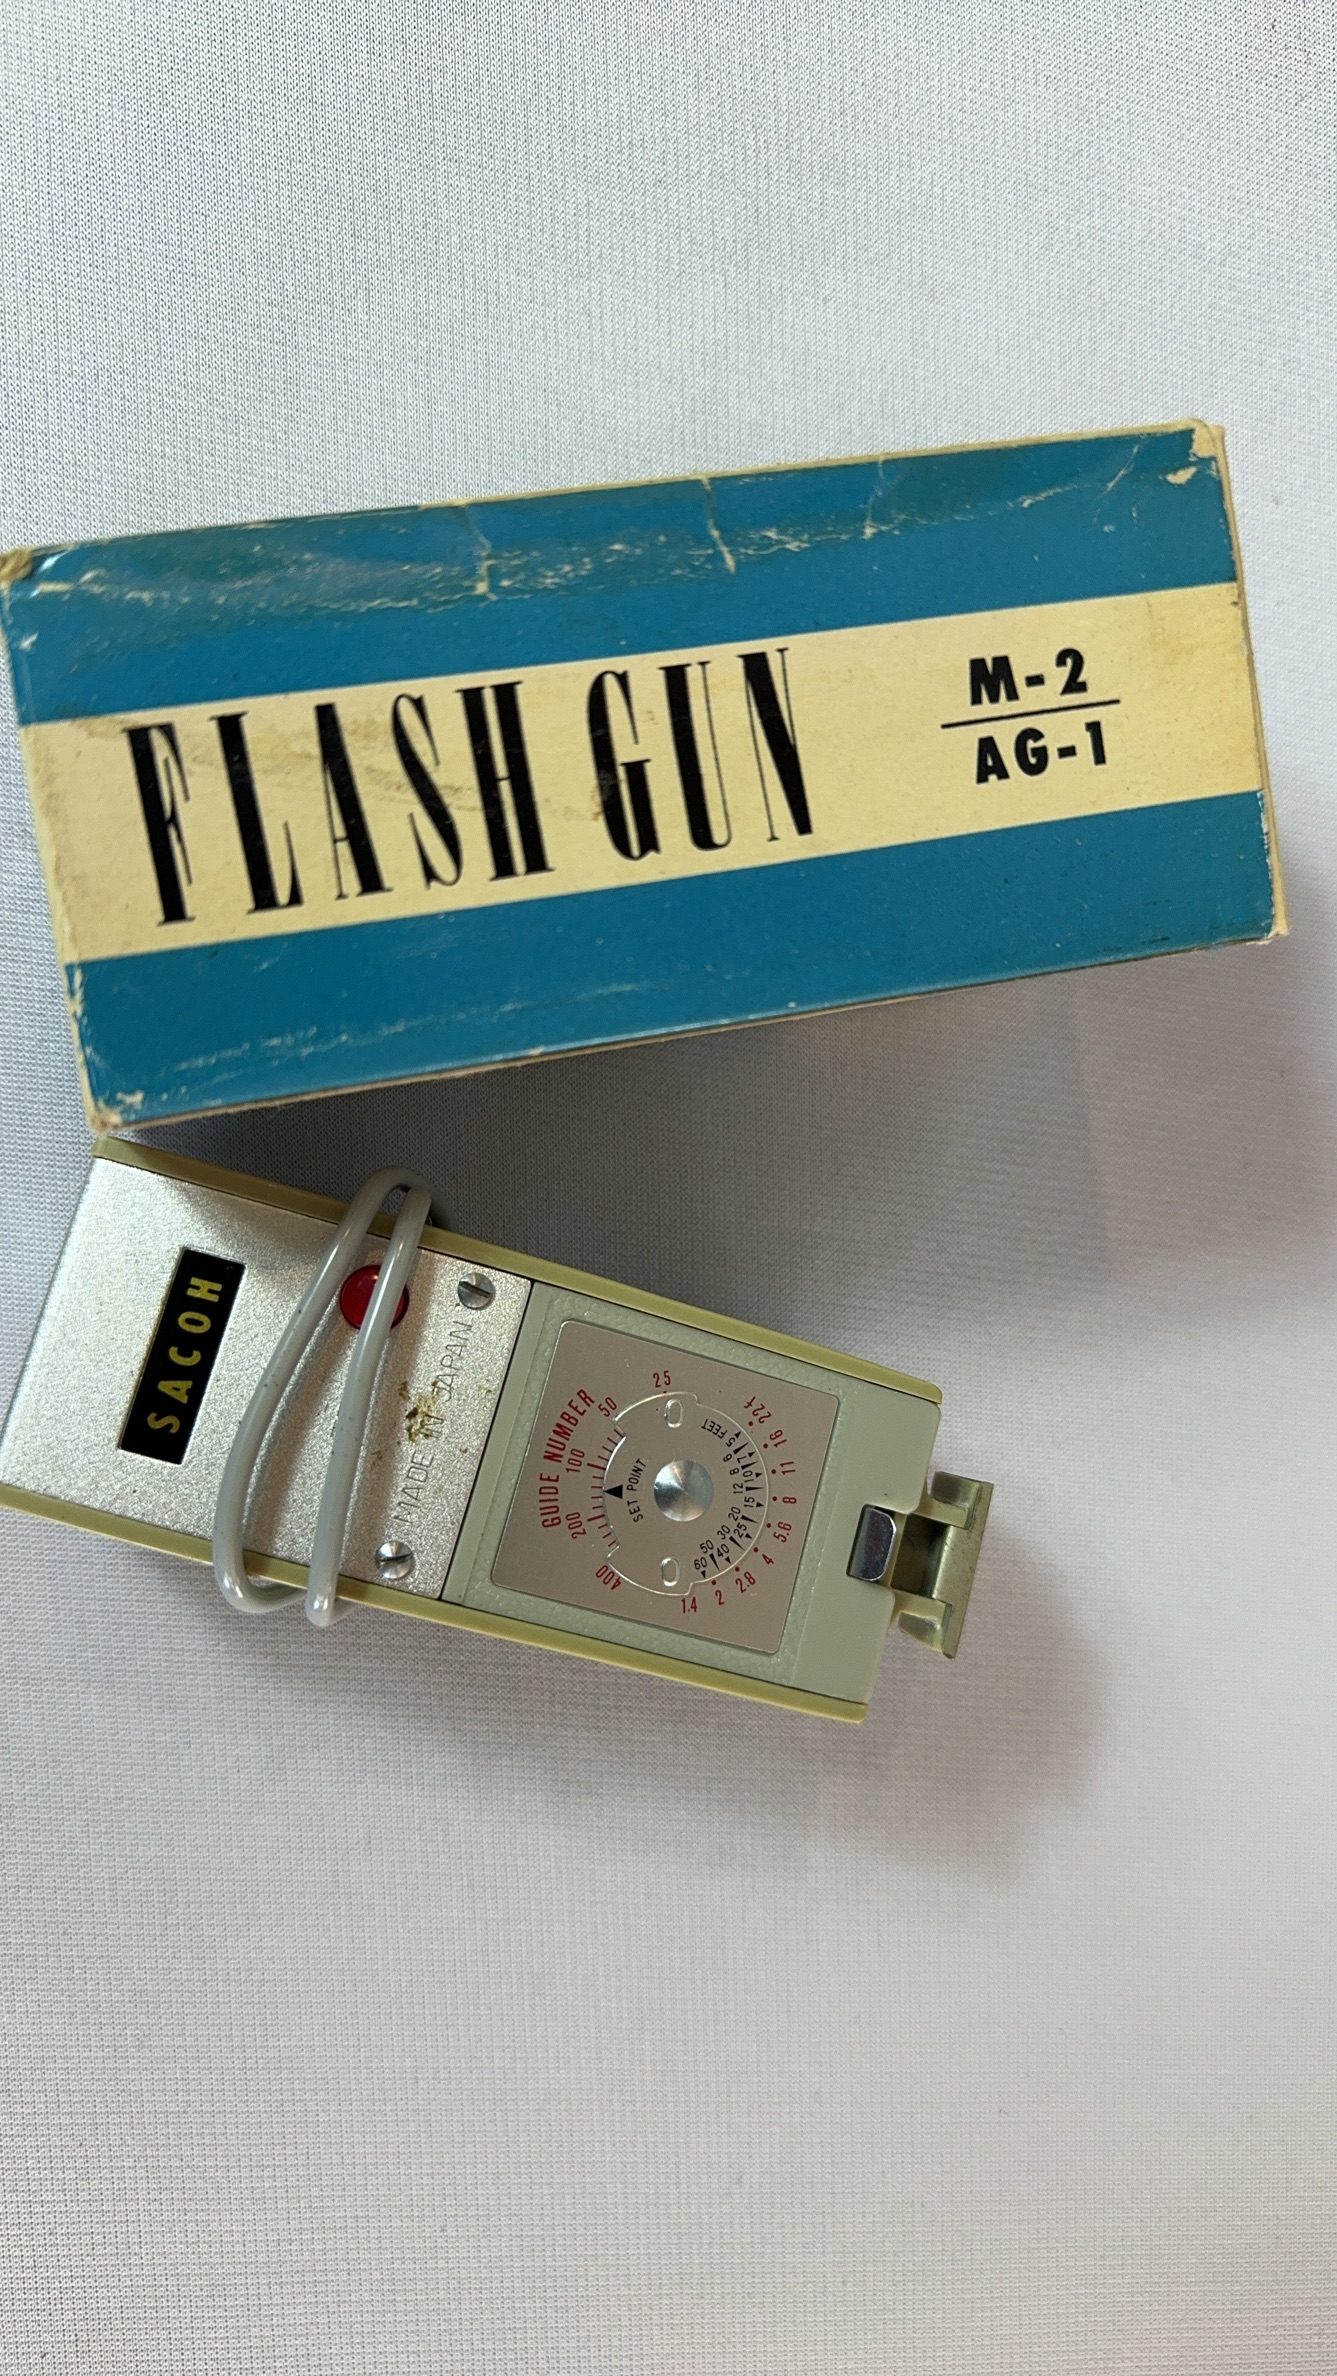 FLASH GUN
M-2
AG-1
SACOH
MADE IN JAPAN
GUIDE NUMBER
25 50 100 200 400
SET POINT
5 FEET 6 7 8 10 12 15 20 25 30 40 50 60
22f 16 11 8 5.6 4 2.8 2 1.4